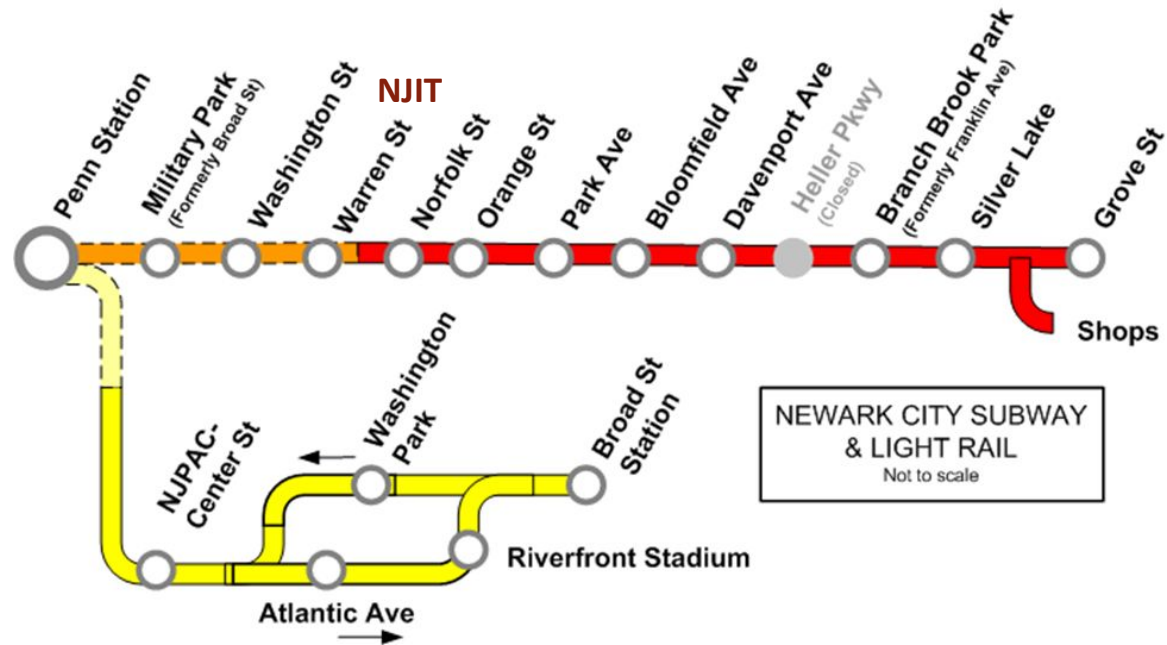 Penn Station
Military Park
(Formerly Broad St)
Washington St
NJIT
Warren St
Norfolk St
Orange St
Park Ave
Bloomfield Ave
Davenport Ave
Heller Pkwy
(Closed)
Branch Brook Park
(Formerly Franklin Ave)
Silver Lake
Grove St
Shops
NJPAC-
Center St
Washington
Park
Broad St
Station
Riverfront Stadium
Atlantic Ave
NEWARK CITY SUBWAY
& LIGHT RAIL
Not to scale